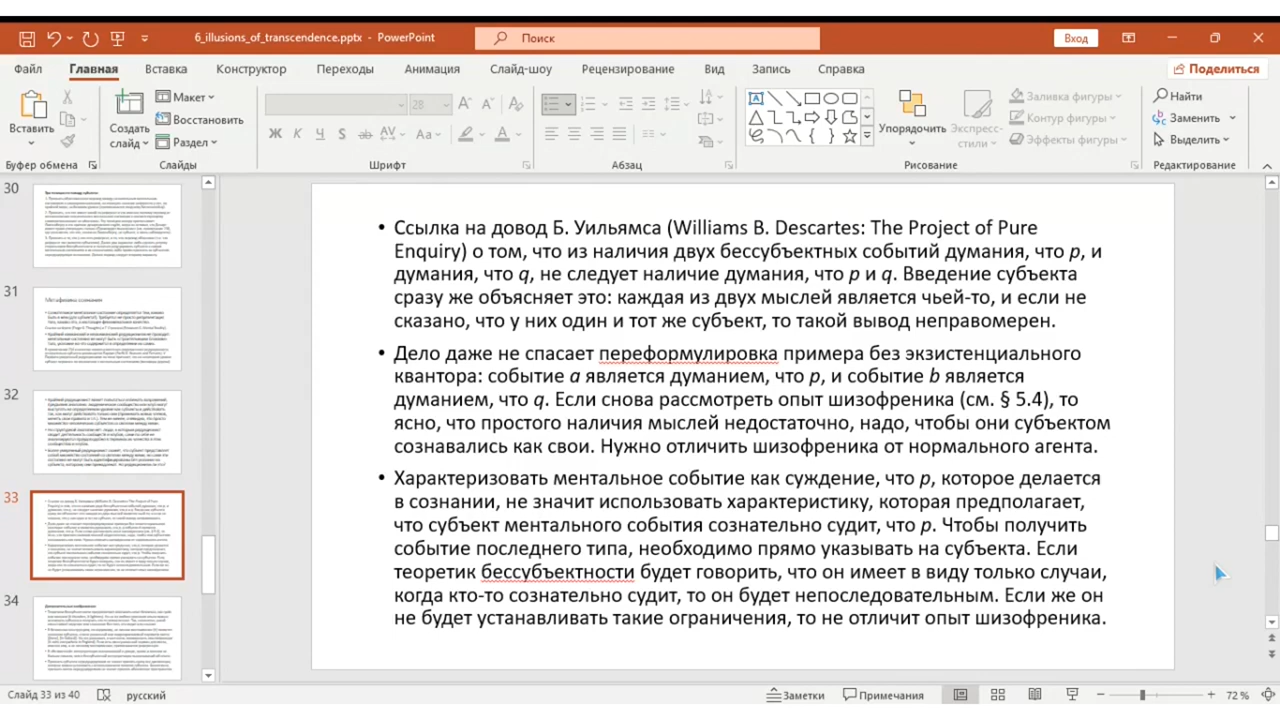 6_illusions_of_transcendence.pptx - PowerPoint
Поиск
Вход
Файл Главная Вставка Конструктор Переходы Анимация Слайд-шоу Рецензирование Вид Запись Справка
Поделиться
Вставить
Буфер обмена
Создать слайд
Макет
Восстановить
Раздел
Слайды
28
Ж К Ч S ab AV Aa A
Шрифт
Абзац
Упорядочить
Экспресс-стили
Заливка фигуры
Контур фигуры
Эффекты фигуры
Рисование
Найти
Заменить
Выделить
Редактирование
30
31
32
33
34
• Ссылка на довод Б. Уильямса (Williams B. Descartes: The Project of Pure
Enquiry) о том, что из наличия двух бессубъектных событий думания, что p, и
думания, что q, не следует наличие думания, что p и q. Введение субъекта
сразу же объясняет это: каждая из двух мыслей является чьей-то, и если не
сказано, что у них один и тот же субъект, то и вывод неправомерен.
• Дело даже не спасает переформулировка примера без экзистенциального
квантора: событие a является думанием, что p, и событие b является
думанием, что q. Если снова рассмотреть опыт шизофреника (см. § 5.4), то
ясно, что простого наличия мыслей недостаточно, надо, чтобы они субъектом
сознавались как свои. Нужно отличить шизофреника от нормального агента.
• Характеризовать ментальное событие как суждение, что p, которое делается
в сознании, значит использовать характеристику, которая предполагает,
что субъект ментального события сознательно судит, что p. Чтобы получить
событие нужного типа, необходимо прямо указывать на субъекта. Если
теоретик бессубъектности будет говорить, что он имеет в виду только случаи,
когда кто-то сознательно судит, то он будет непоследовательным. Если же он
не будет устанавливать такие ограничения, то не отличит опыт шизофреника.
Слайд 33 из 40
русский
Заметки
Примечания
72 %